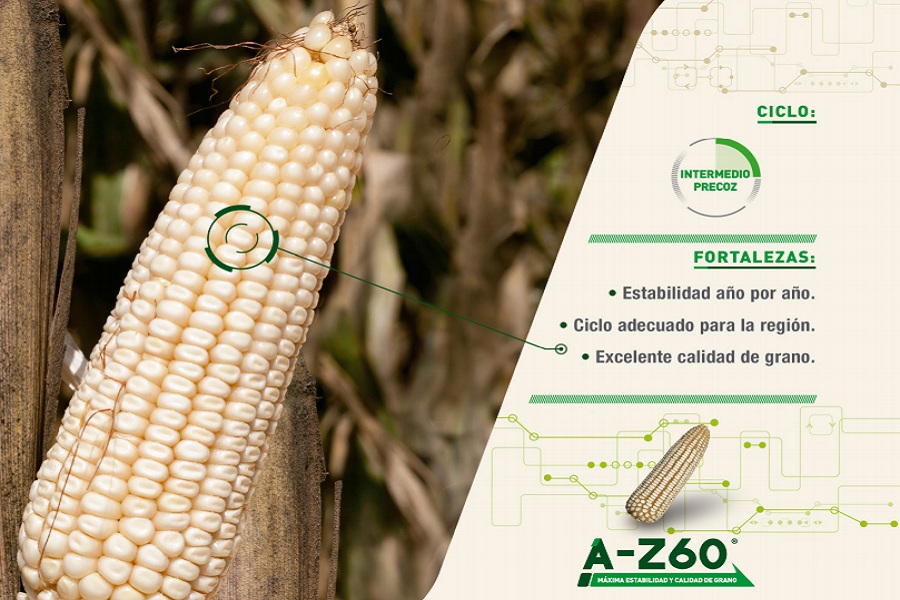 CICLO:
INTERMEDIO
PRECOZ
FORTALEZAS:
• Estabilidad año por año.
• Ciclo adecuado para la región.
• Excelente calidad de grano.
A-Z60®
MÁXIMA ESTABILIDAD Y CALIDAD DE GRANO